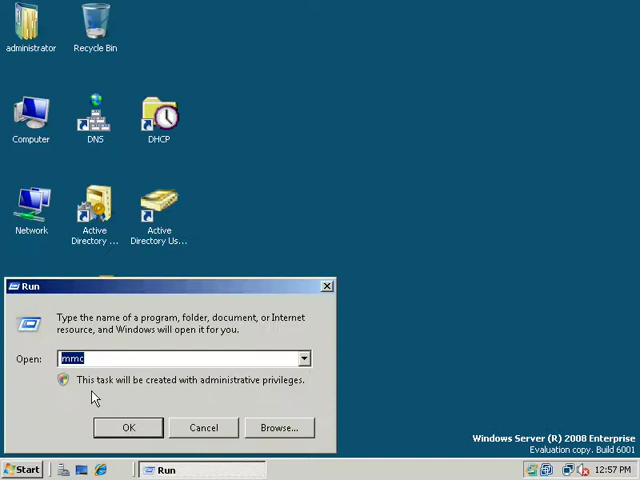 administrator
Recycle Bin
Computer
DNS
DHCP
Network
Active
Directory ...
Active
Directory Us...
Run
Type the name of a program, folder, document, or Internet
resource, and Windows will open it for you.
Open:
mmc
This task will be created with administrative privileges.
OK
Cancel
Browse...
Windows Server (R) 2008 Enterprise
Evaluation copy. Build 6001
Start
Run
12:57 PM